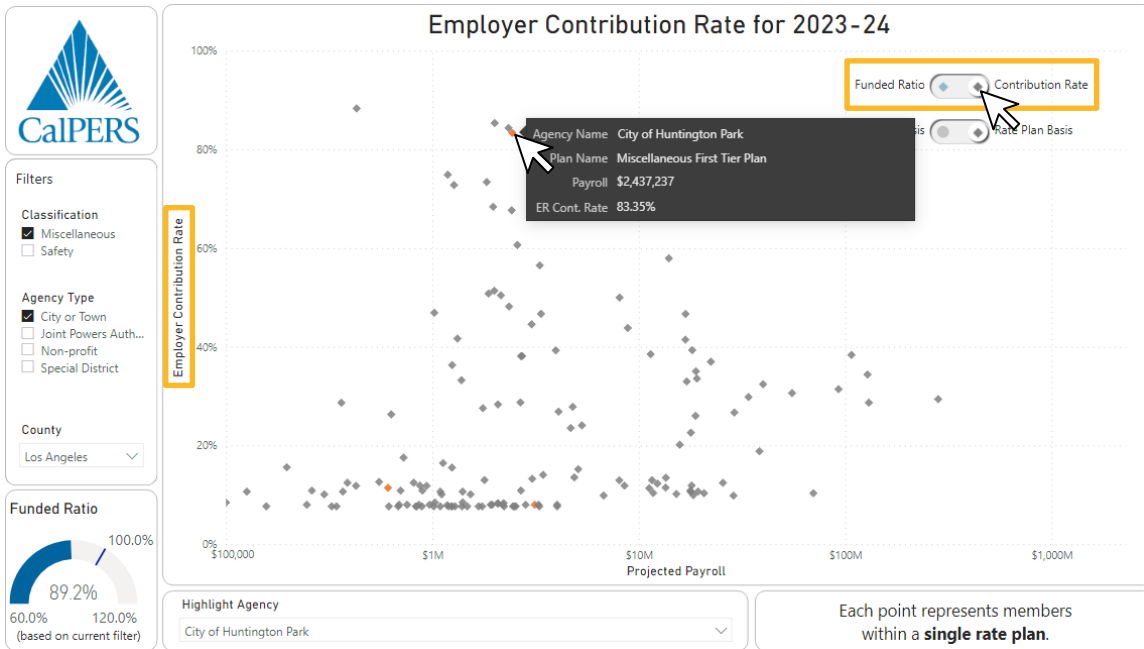 CalPERS
Filters
Classification
Miscellaneous
Safety
Agency Type
City or Town
Joint Powers Auth...
Non-profit
Special District
County
Los Angeles
Funded Ratio
100.0%
89.2%
60.0% 120.0%
(based on current filter)
Employer Contribution Rate for 2023-24
Funded Ratio Contribution Rate
Rate Plan Basis
Agency Name City of Huntington Park
Plan Name Miscellaneous First Tier Plan
Payroll $2,437,237
ER Cont. Rate 83.35%
Employer Contribution Rate
100%
80%
60%
40%
20%
0%
$100,000 $1M $10M $100M $1,000M
Projected Payroll
Highlight Agency
City of Huntington Park
Each point represents members
within a single rate plan.